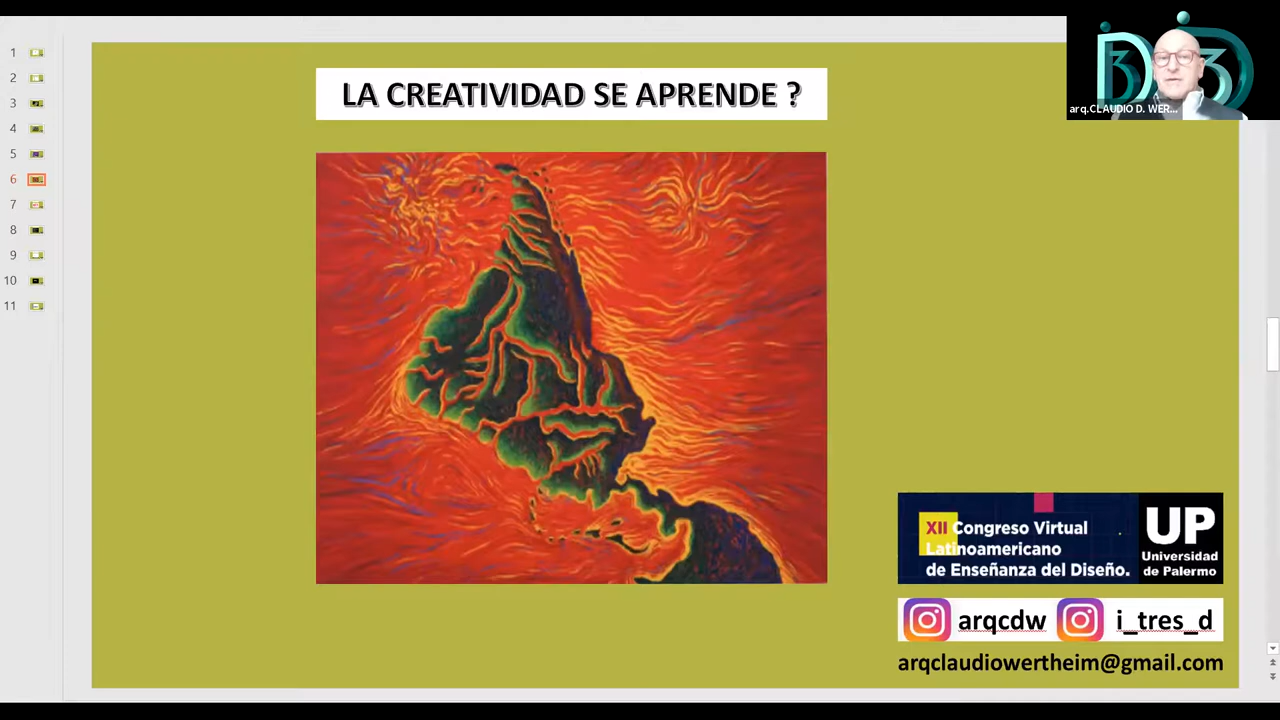 1
2
3
4
5
6
7
8
9
10
11
LA CREATIVIDAD SE APRENDE ?
arq.CLAUDIO D. WER...
XII Congreso Virtual
Latinoamericano
de Enseñanza del Diseño.
UP
Universidad
de Palermo
arqcdw
i_tres_d
arqclaudiowertheim@gmail.com